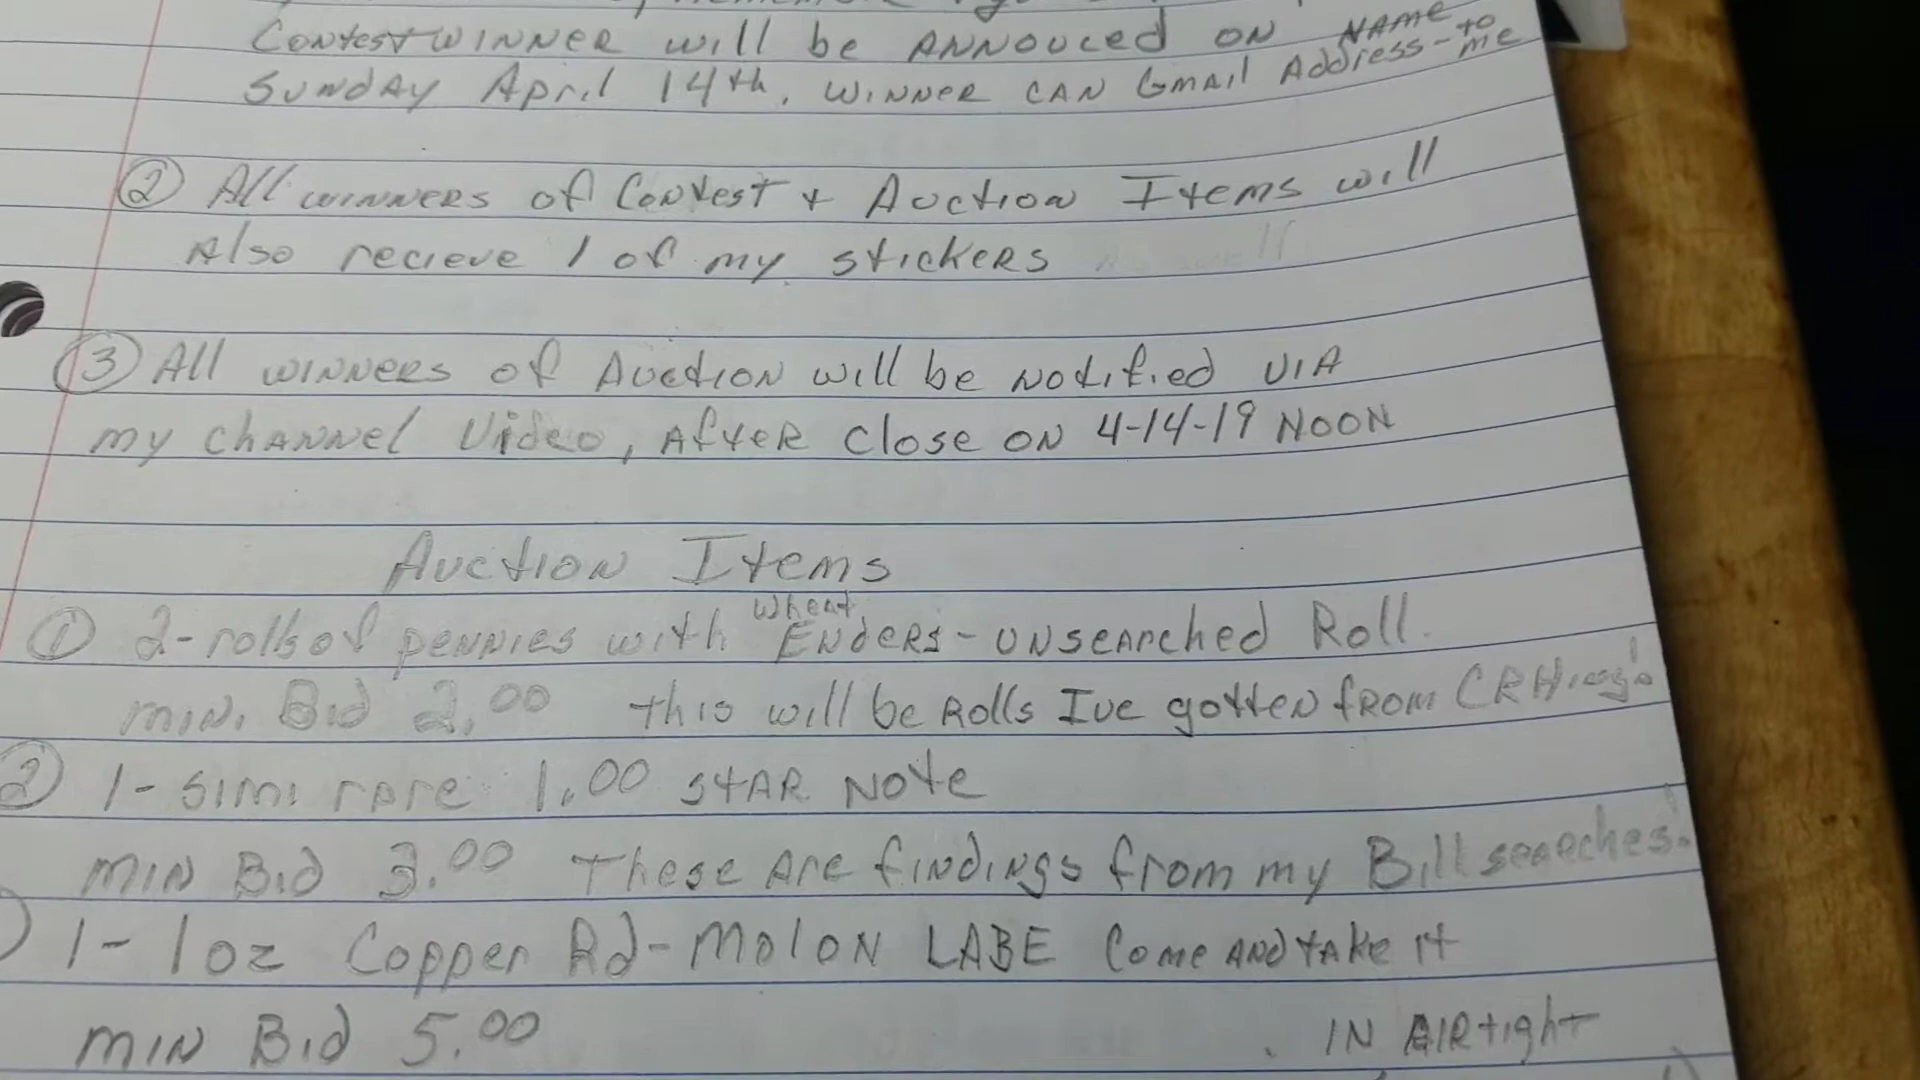 Contest WINNER will be ANNOUCED ON NAME
SUNDAY April 14th. WINNER CAN Gmail Address - to me
② All WINNERS of Contest + Auction Items will
Also recieve 1 of my stickers
③ All WINNERS of Auction will be Notified VIA
my channel Video, AfteR Close ON 4-14-19 NOON
Auction Items
① 2-rolls of pennies with Wheat ENDERS - UNSEARched Roll.
MIN. Bid 2.00 this will be Rolls Ive gotten fROM CRHing's
② 1- SIMI rare 1.00 STAR Note
MIN Bid 3.00 These Are fINDINgs from my Bill seaeches.
1- 1oz Copper Rd- MOLON LABE Come AND tAke it
MIN Bid 5.00 IN AIRtight